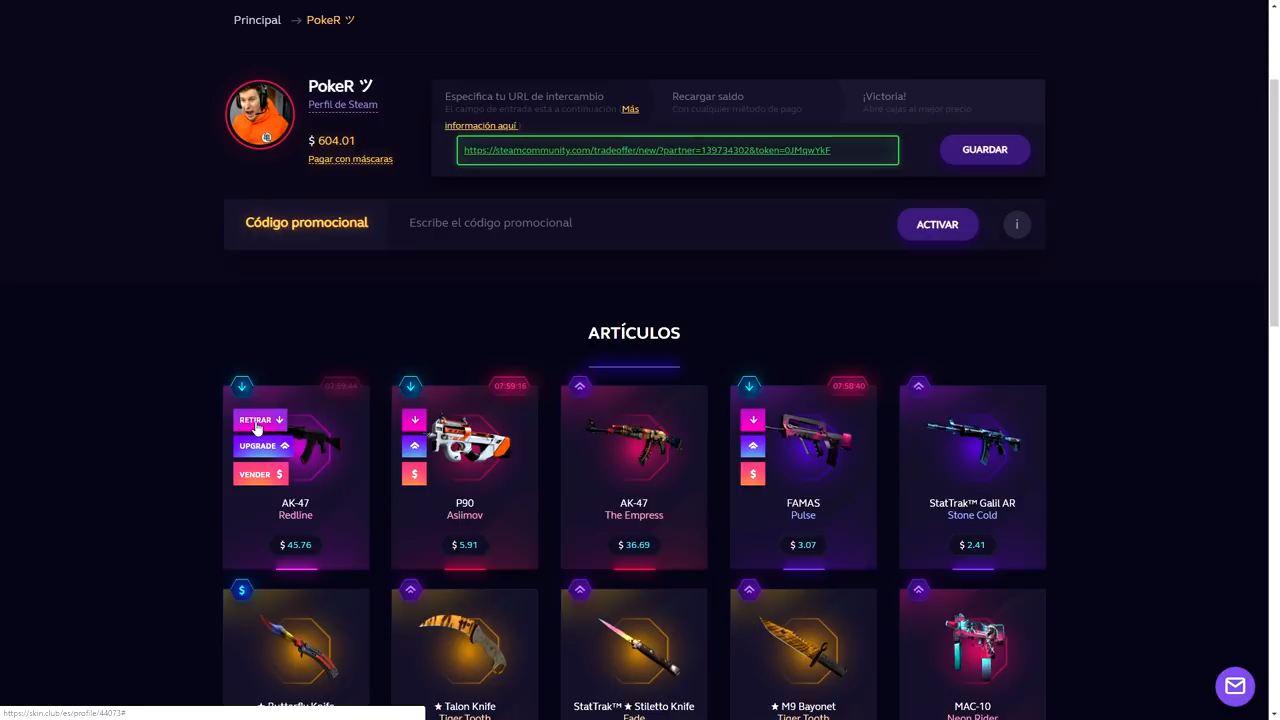 Principal → PokeR ツ
PokeR ツ
Perfil de Steam
$ 604.01
Pagar con máscaras
Especifica tu URL de intercambio
El campo de entrada está a continuación (Más
información aquí )
Recargar saldo
Con cualquier método de pago
¡Victoria!
Abre cajas al mejor precio
https://steamcommunity.com/tradeoffer/new/?partner=139734302&token=0JMqwYkF
GUARDAR
Código promocional
Escribe el código promocional
ACTIVAR
i
ARTÍCULOS
07:59:44
RETIRAR
UPGRADE
VENDER $
AK-47
Redline
$ 45.76
07:59:16
$
P90
Asiimov
$ 5.91
AK-47
The Empress
$ 36.69
07:58:40
$
FAMAS
Pulse
$ 3.07
StatTrak™ Galil AR
Stone Cold
$ 2.41
$
★ Butterfly Knife
★ Talon Knife
Tiger Tooth
StatTrak™ ★ Stiletto Knife
Fade
★ M9 Bayonet
Tiger Tooth
MAC-10
Neon Rider
https://skin.club/es/profile/44073#